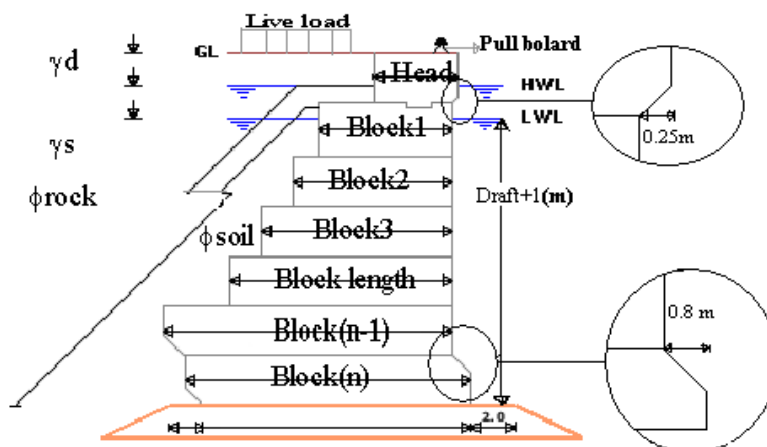 Live load
GL
Pull bolard
γd
Head
HWL
LWL
0.25m
Block1
γs
Block2
Draft+1(m)
ϕrock
Block3
ϕsoil
Block length
0.8 m
Block(n-1)
Block(n)
2.0